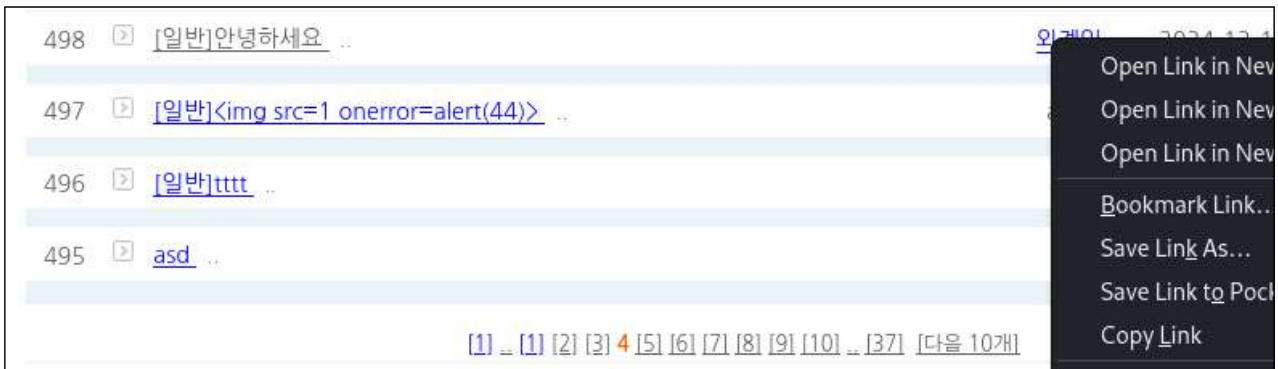 498 [일반]안녕하세요 .. 외계인
Open Link in New
497 [일반]<img src=1 onerror=alert(44)> ..
Open Link in New
Open Link in New
496 [일반]tttt ..
Bookmark Link...
495 asd ..
Save Link As...
Save Link to Pock
[1] .. [1] [2] [3] 4 [5] [6] [7] [8] [9] [10] .. [37] [다음 10개]
Copy Link